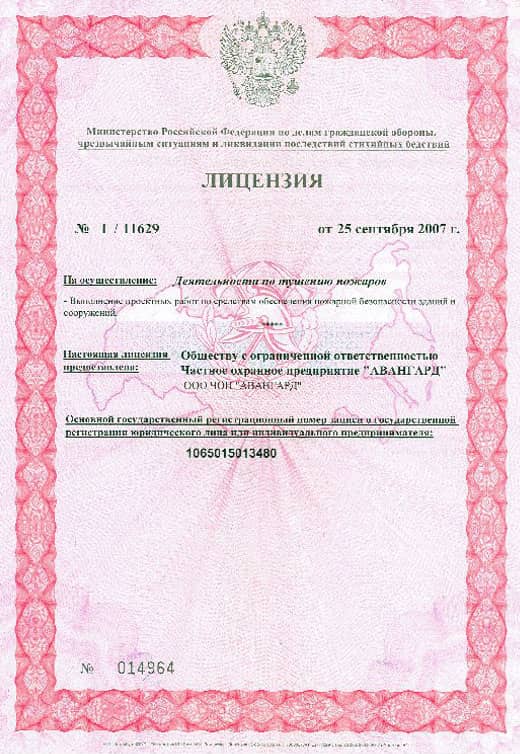 Министерство Российской Федерации по делам гражданской обороны,
чрезвычайным ситуациям и ликвидации последствий стихийных бедствий
ЛИЦЕНЗИЯ
№ 1 / 11629 от 25 сентября 2007 г.
На осуществление: Деятельности по тушению пожаров
- Выполнение проектных работ по средствам обеспечения пожарной безопасности зданий и
сооружений.
*****
Настоящая лицензия Обществу с ограниченной ответственностью
предоставлена: Частное охранное предприятие "АВАНГАРД"
ООО ЧОП "АВАНГАРД"
Основной государственный регистрационный номер записи о государственной
регистрации юридического лица или индивидуального предпринимателя:
1065015013480
№ 014964